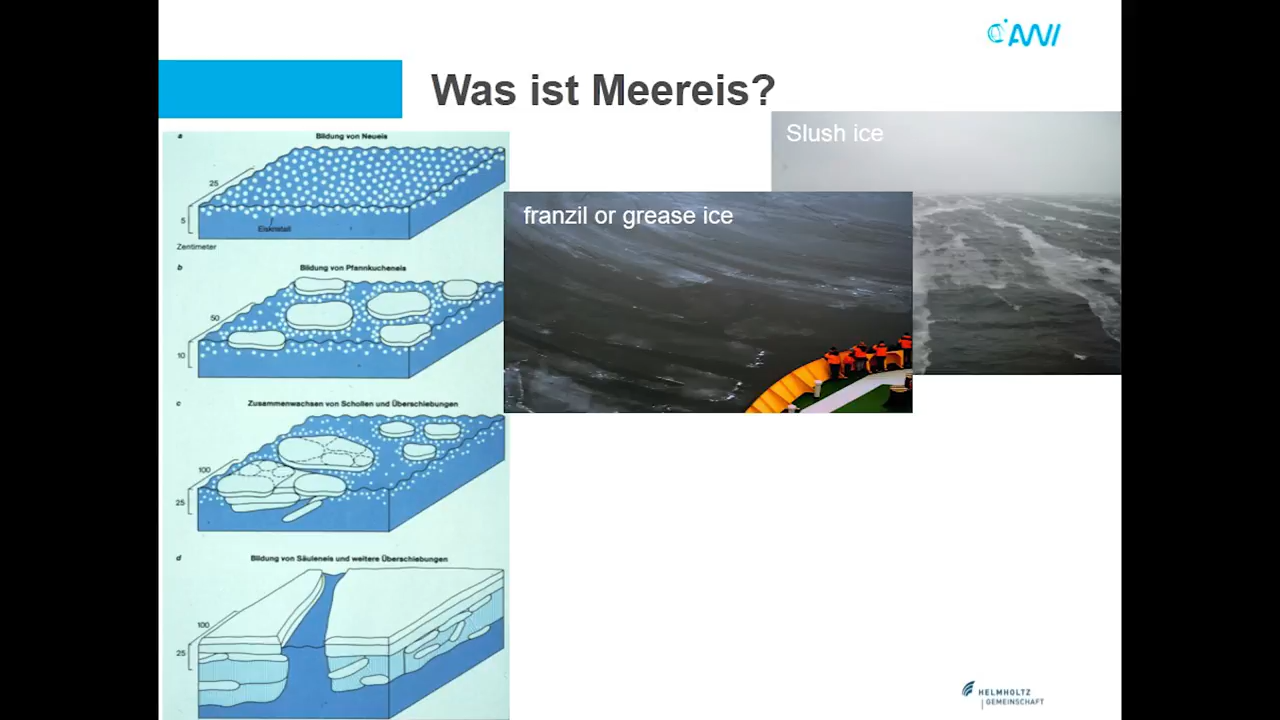 AWI
Was ist Meereis?
a
Bildung von Neueis
25
5
Eiskristall
Zentimeter
b
Bildung von Pfannkucheneis
50
10
c
Zusammenwachsen von Schollen und Überschiebungen
100
25
d
Bildung von Säuleneis und weitere Überschiebungen
100
25
Slush ice
franzil or grease ice
HELMHOLTZ
GEMEINSCHAFT